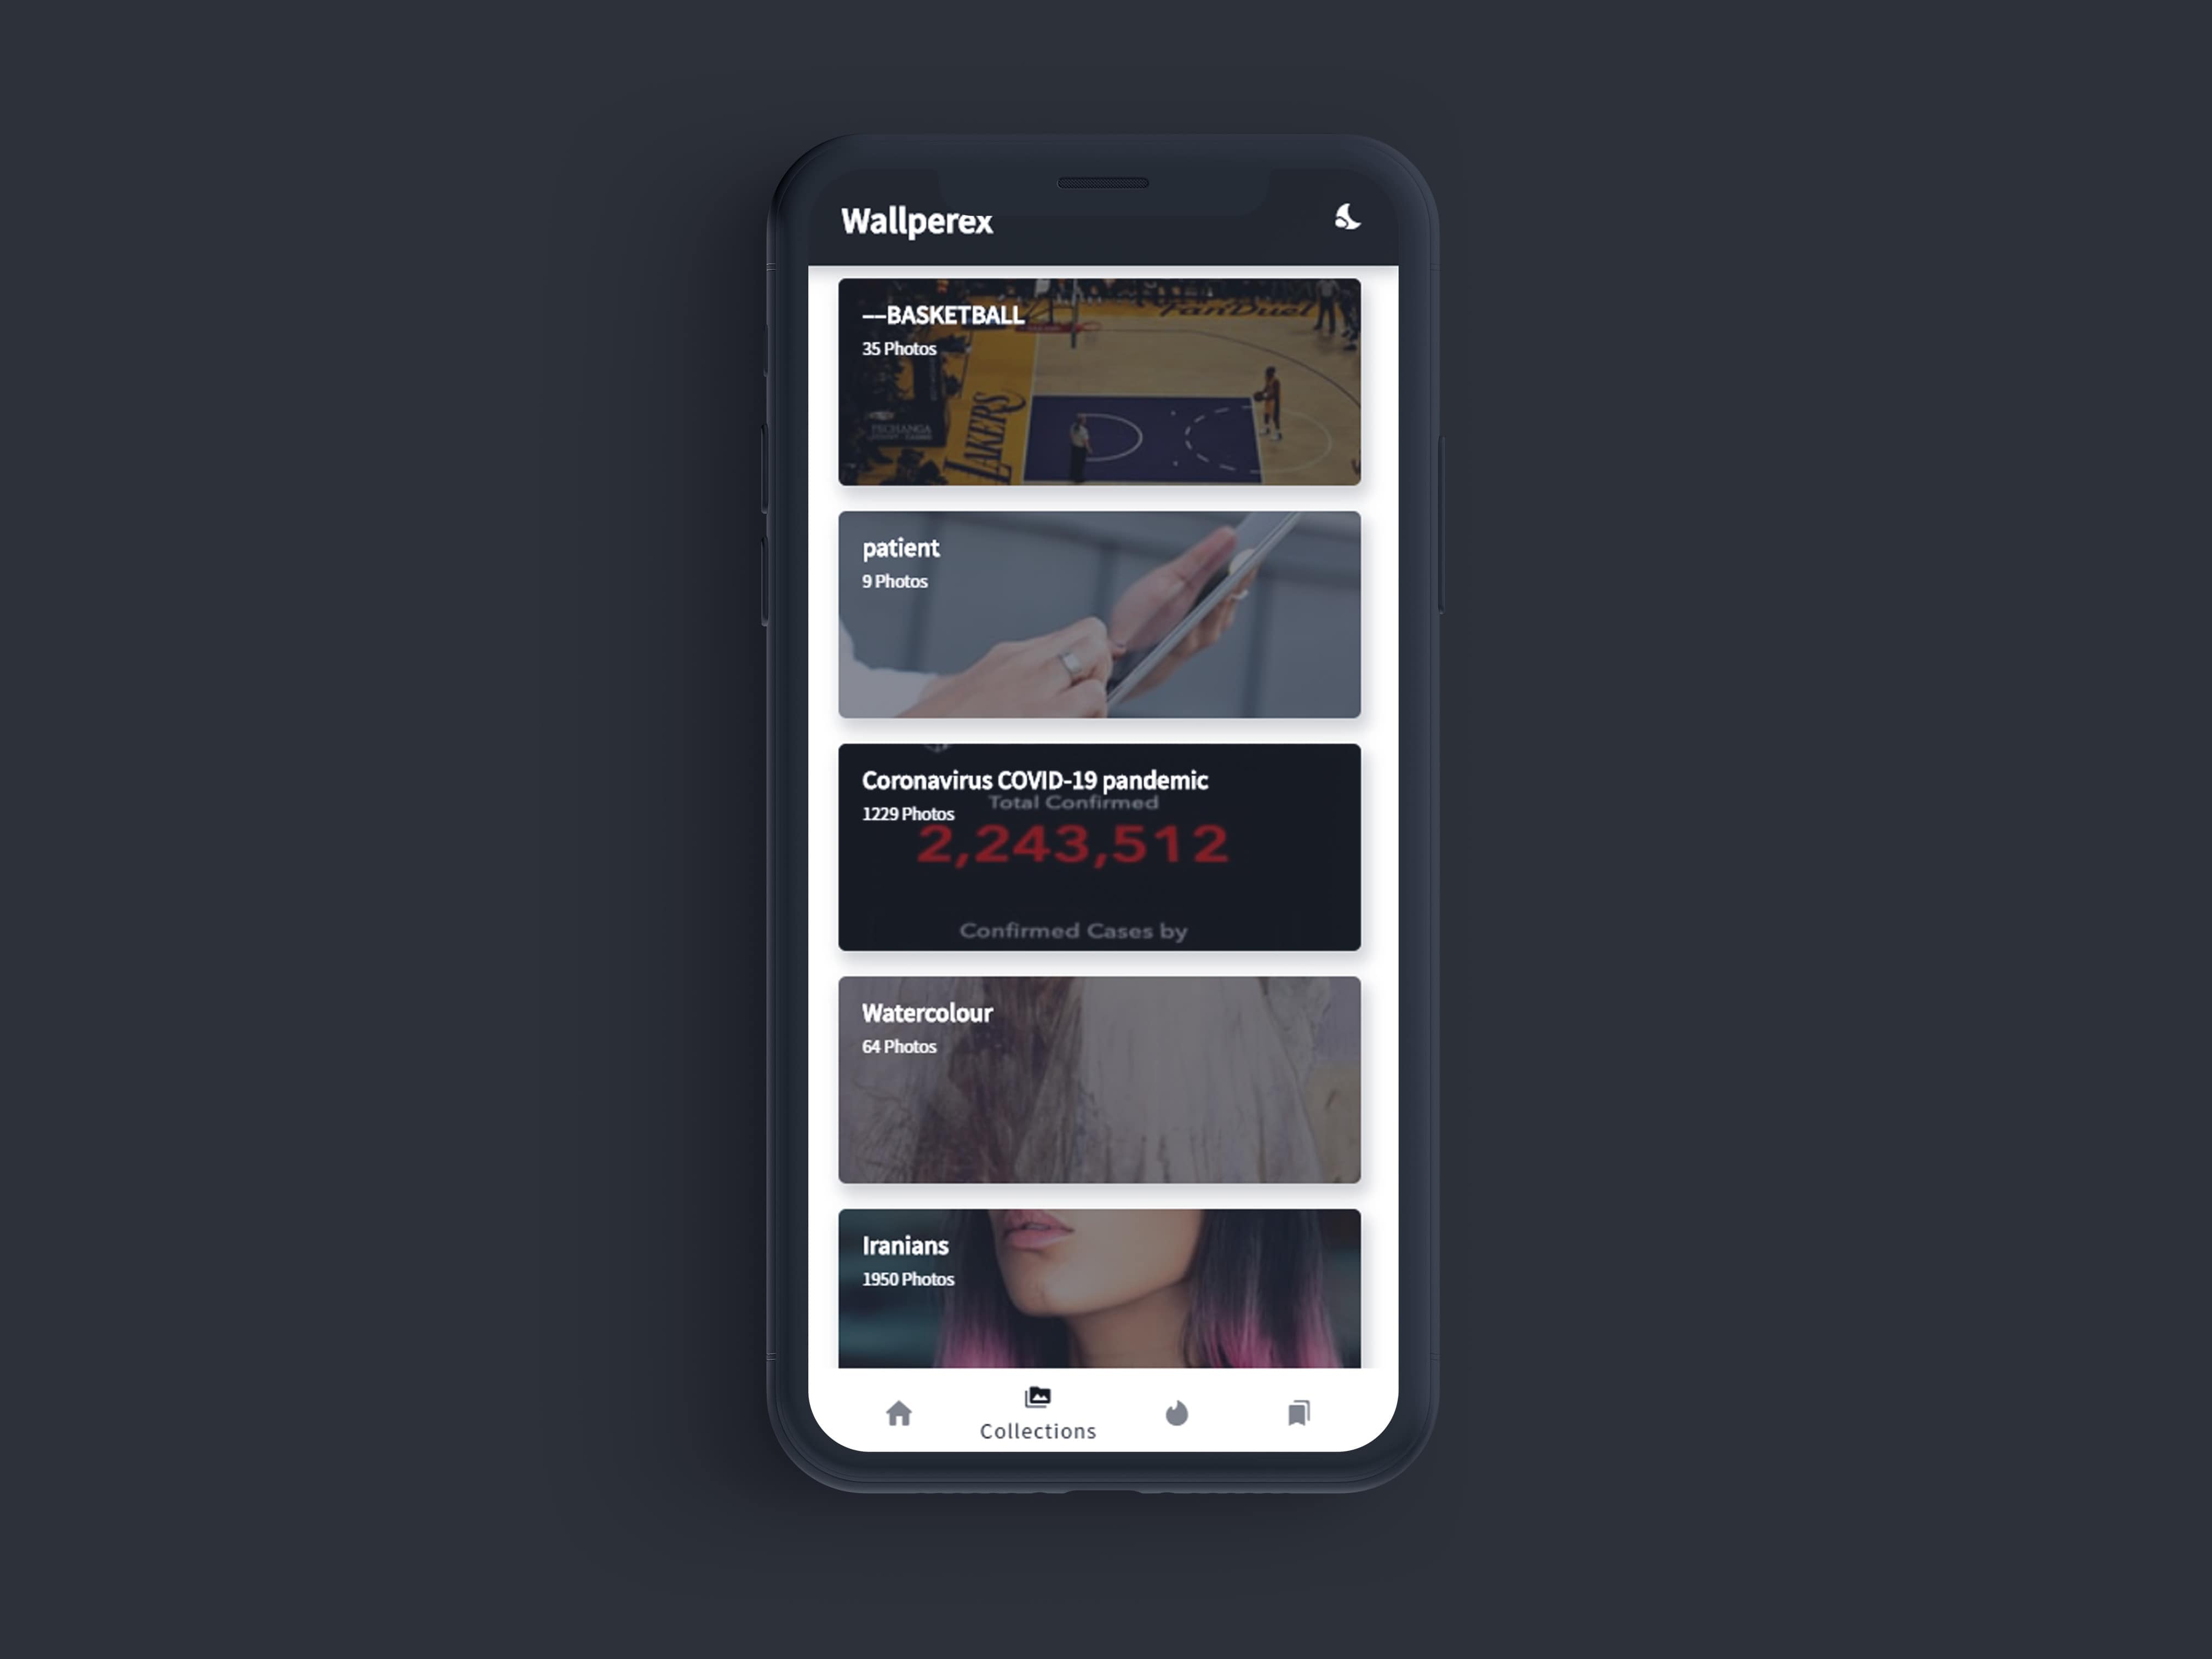 Wallperex
—BASKETBALL
35 Photos
FanDuel
PECHANGA
LAKERS
patient
9 Photos
Coronavirus COVID-19 pandemic
Total Confirmed
1229 Photos
2,243,512
Confirmed Cases by
Watercolour
64 Photos
Iranians
1950 Photos
Collections